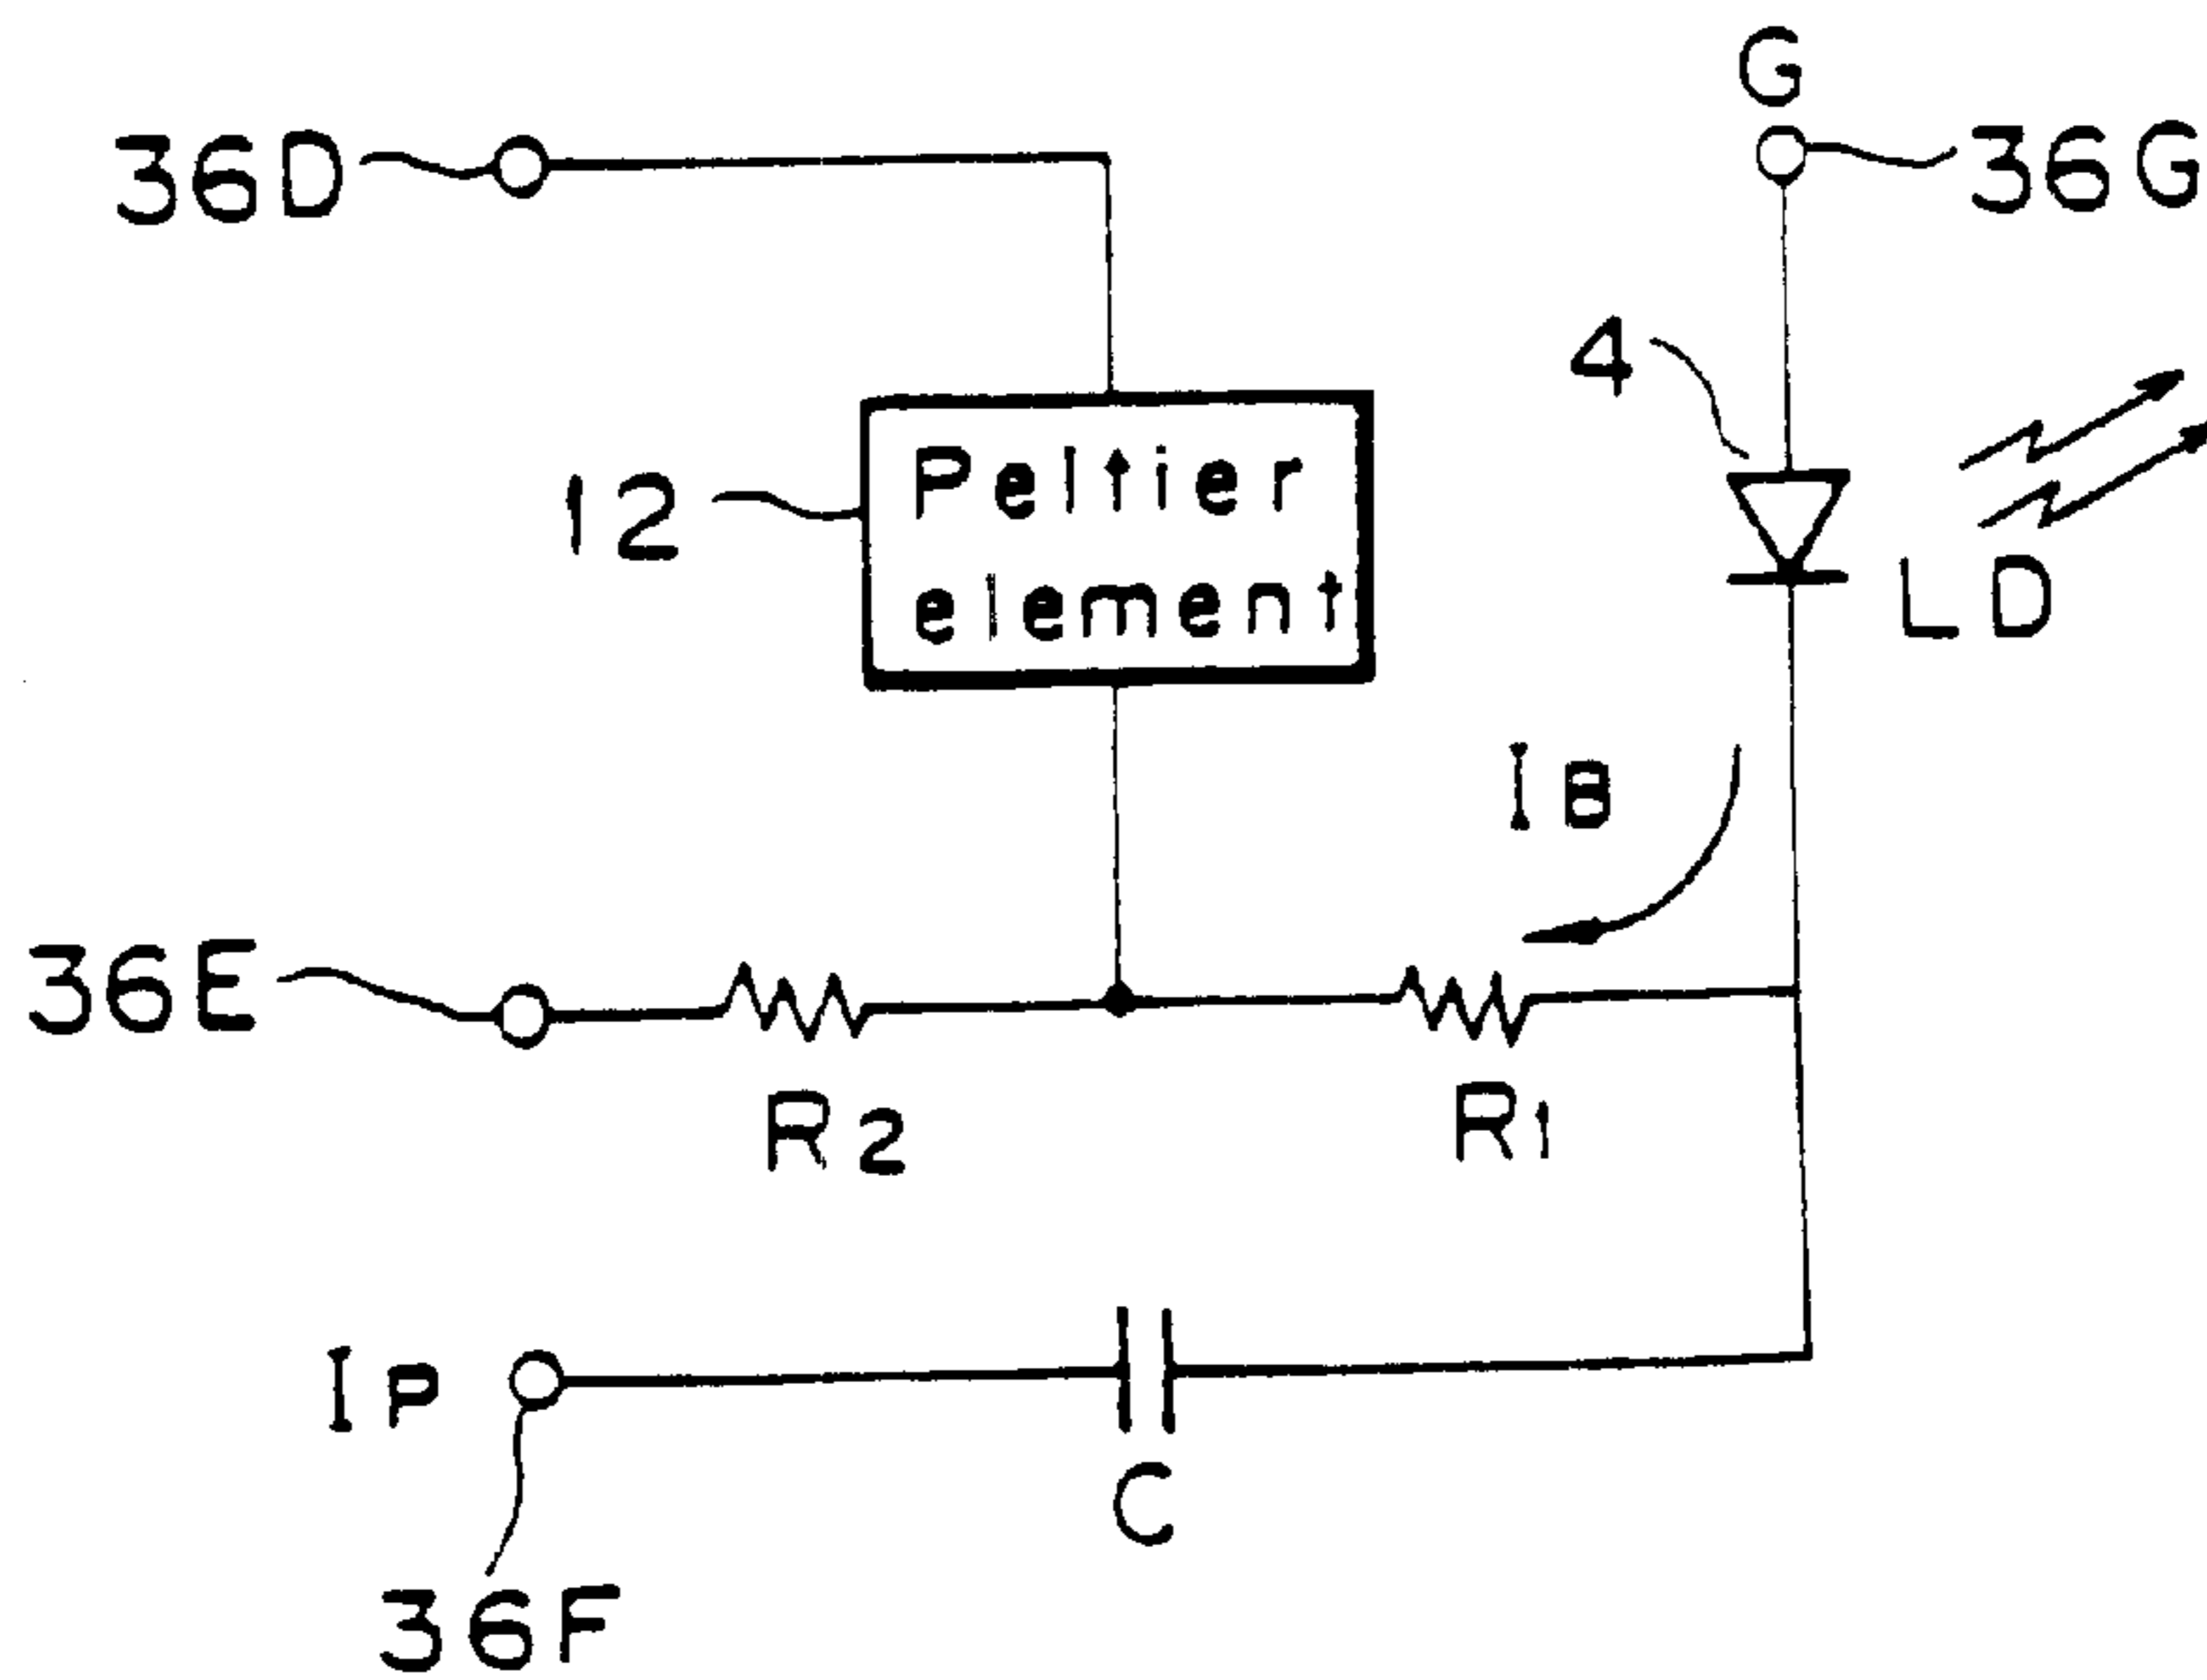 G
36D
36G
4
12
Peltier
element
LD
IB
36E
R2
R1
IP
C
36F